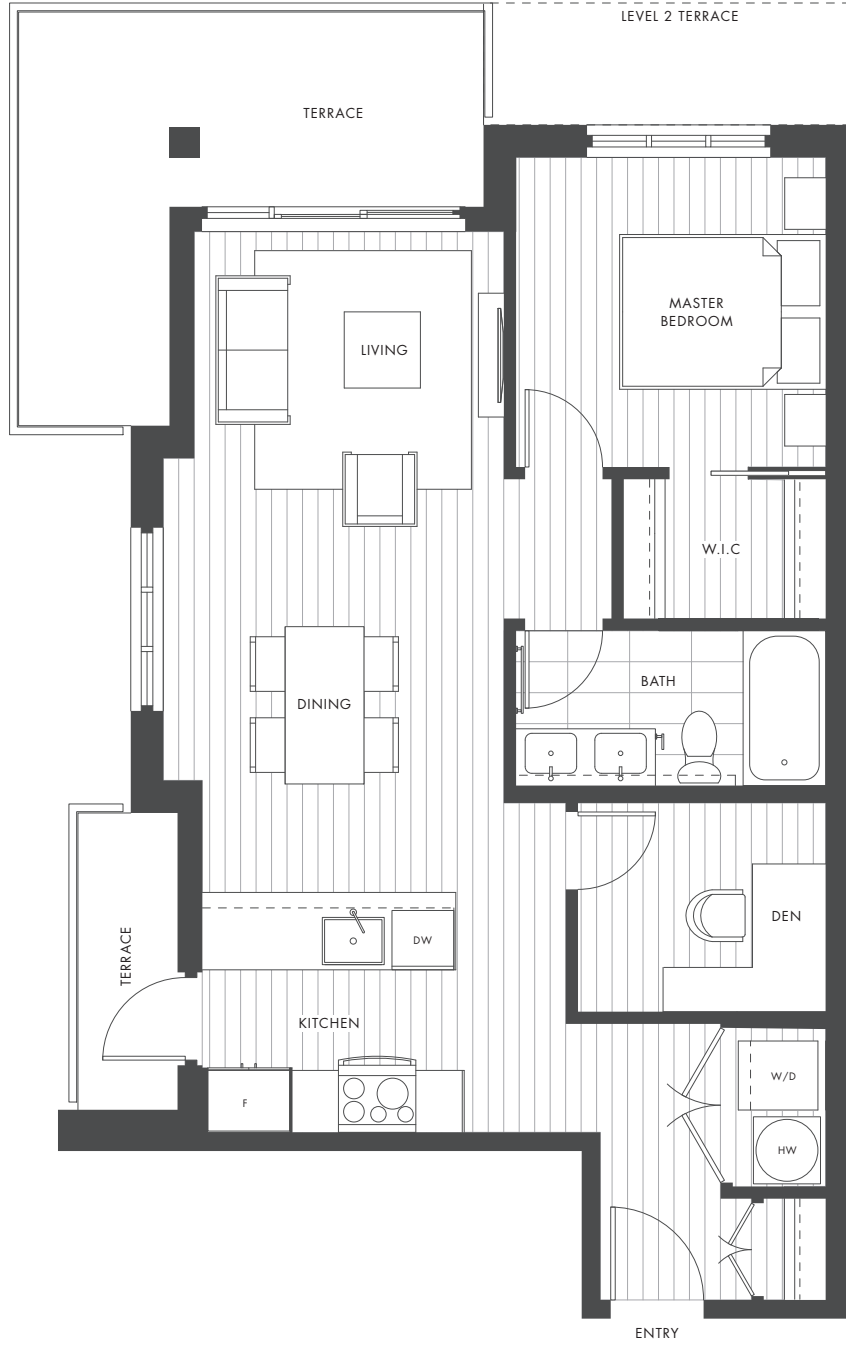 LEVEL 2 TERRACE
TERRACE
MASTER
BEDROOM
LIVING
W.I.C
BATH
DINING
DEN
DW
TERRACE
KITCHEN
W/D
F
HW
ENTRY